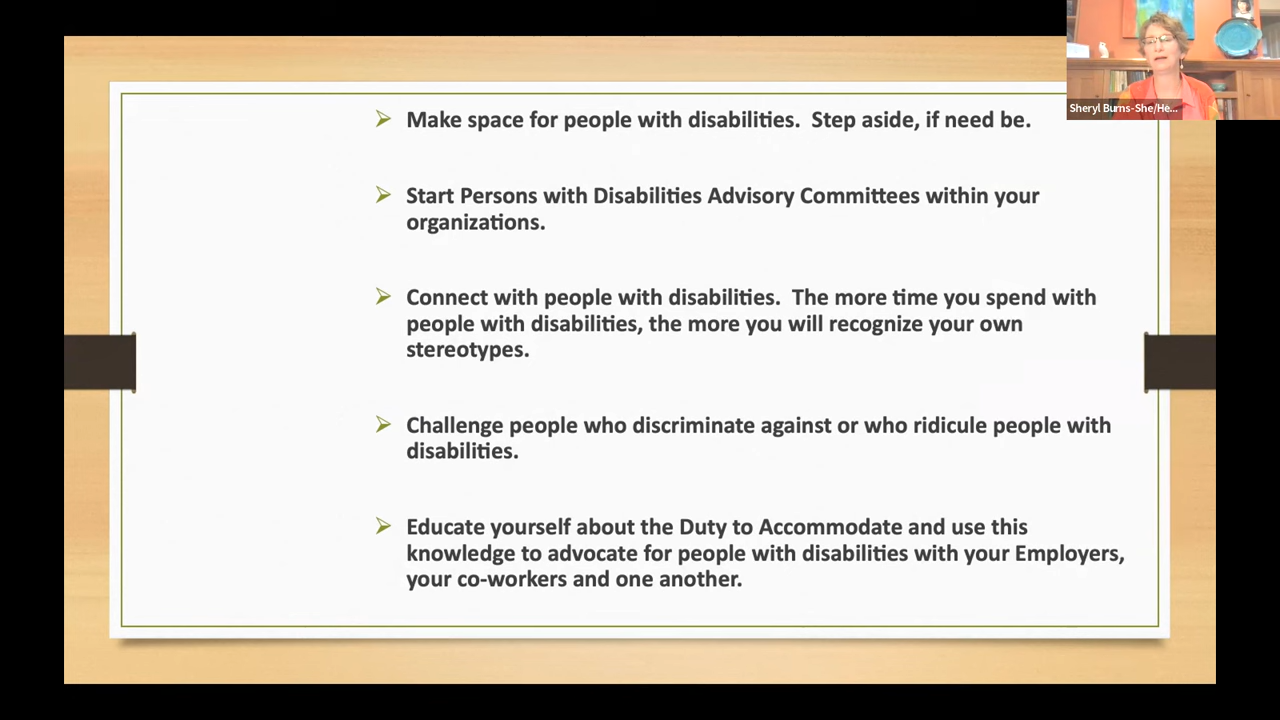 Make space for people with disabilities.  Step aside, if need be.
Sheryl Burns-She/He...
Start Persons with Disabilities Advisory Committees within your
organizations.
Connect with people with disabilities.  The more time you spend with
people with disabilities, the more you will recognize your own
stereotypes.
Challenge people who discriminate against or who ridicule people with
disabilities.
Educate yourself about the Duty to Accommodate and use this
knowledge to advocate for people with disabilities with your Employers,
your co-workers and one another.